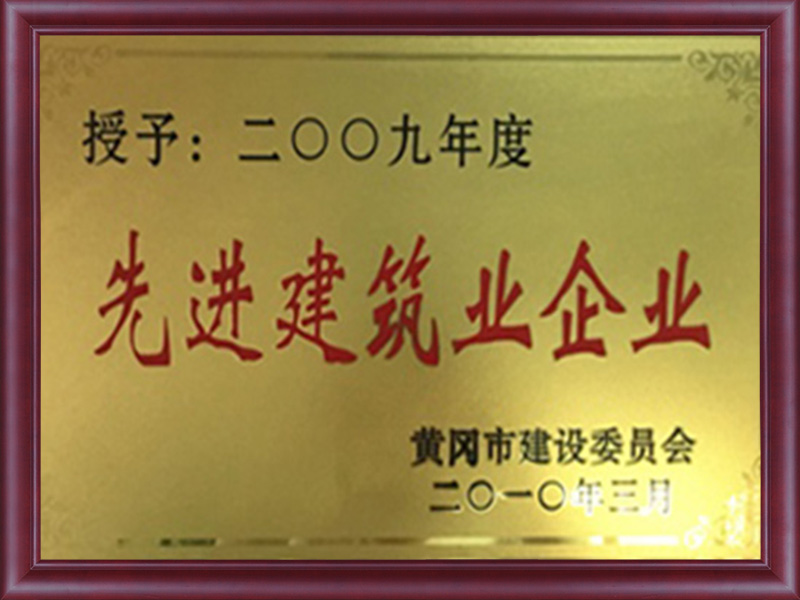 授予：二〇〇九年度
先进建筑业企业
黄冈市建设委员会
二〇一〇年三月